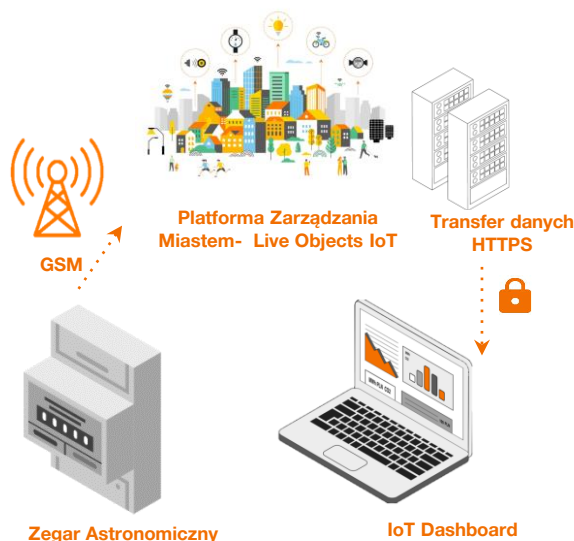 Platforma Zarządzania
Miastem- Live Objects IoT
Transfer danych
HTTPS
GSM
Zegar Astronomiczny
IoT Dashboard